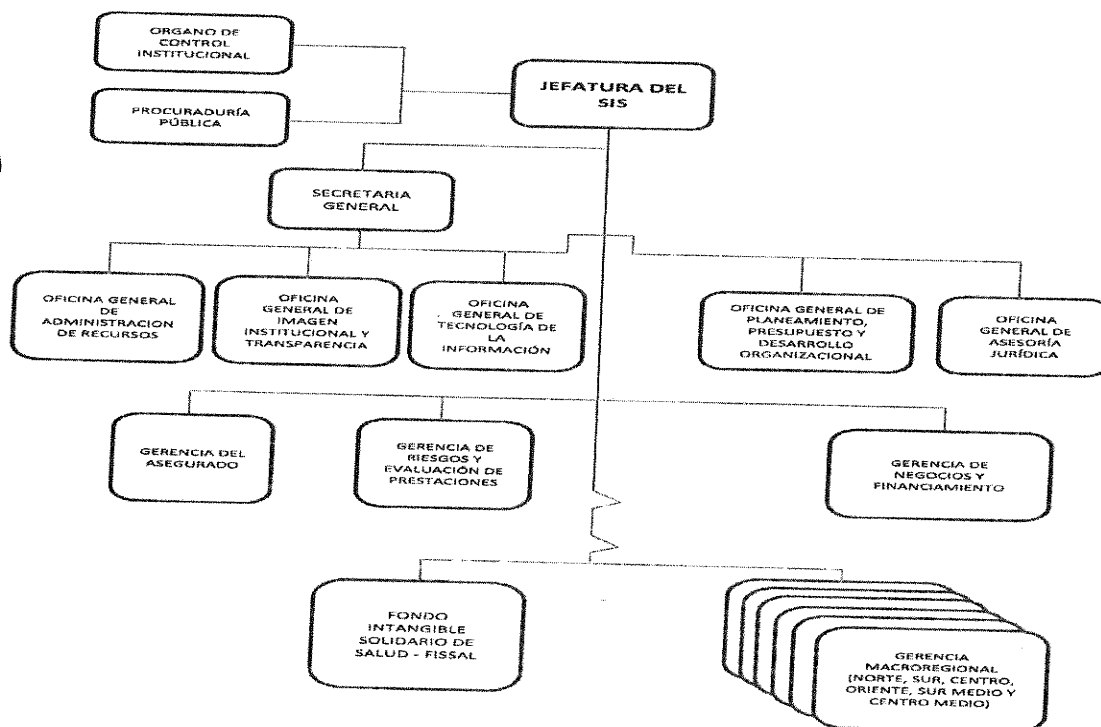 ORGANO DE
CONTROL
INSTITUCIONAL
JEFATURA DEL
SIS
PROCURADURÍA
PÚBLICA
SECRETARIA
GENERAL
OFICINA GENERAL
DE
ADMINISTRACION
DE RECURSOS
OFICINA
GENERAL DE
IMAGEN
INSTITUCIONAL Y
TRANSPARENCIA
OFICINA
GENERAL DE
TECNOLOGÍA DE
LA
INFORMACIÓN
OFICINA GENERAL DE
PLANEAMIENTO,
PRESUPUESTO Y
DESARROLLO
ORGANIZACIONAL
OFICINA
GENERAL DE
ASESORÍA
JURÍDICA
GERENCIA DEL
ASEGURADO
GERENCIA DE
RIESGOS Y
EVALUACIÓN DE
PRESTACIONES
GERENCIA DE
NEGOCIOS Y
FINANCIAMIENTO
FONDO
INTANGIBLE
SOLIDARIO DE
SALUD - FISSAL
GERENCIA
MACROREGIONAL
(NORTE, SUR, CENTRO,
ORIENTE, SUR MEDIO Y
CENTRO MEDIO)